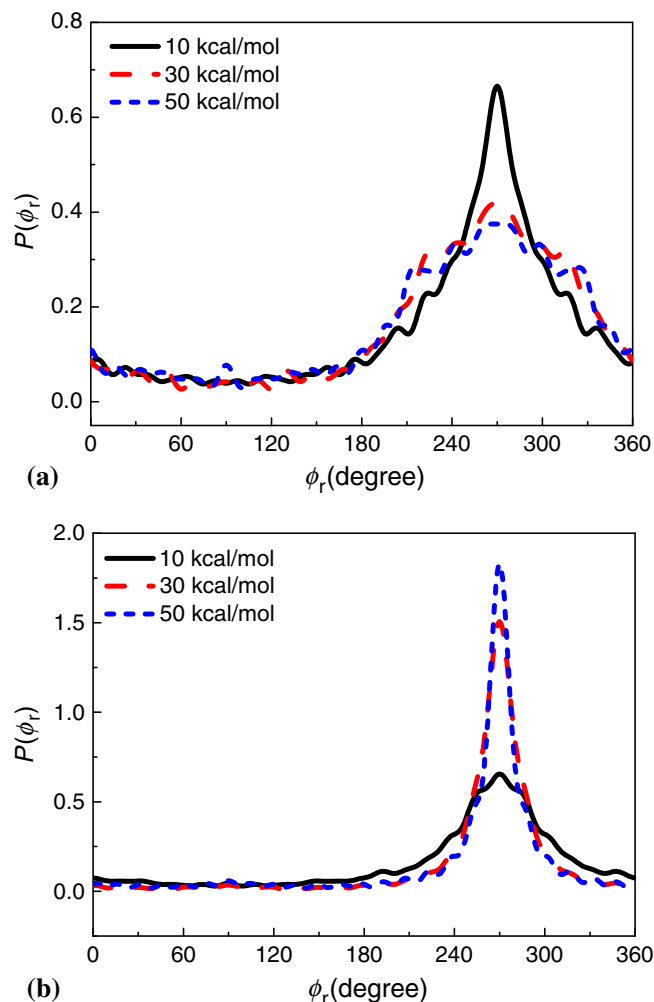 0.8
10 kcal/mol
30 kcal/mol
50 kcal/mol
0.6
P(ϕr)
0.4
0.2
0.0
0 60 120 180 240 300 360
(a) ϕr(degree)
2.0
10 kcal/mol
30 kcal/mol
50 kcal/mol
1.5
P(ϕr)
1.0
0.5
0.0
0 60 120 180 240 300 360
(b) ϕr(degree)